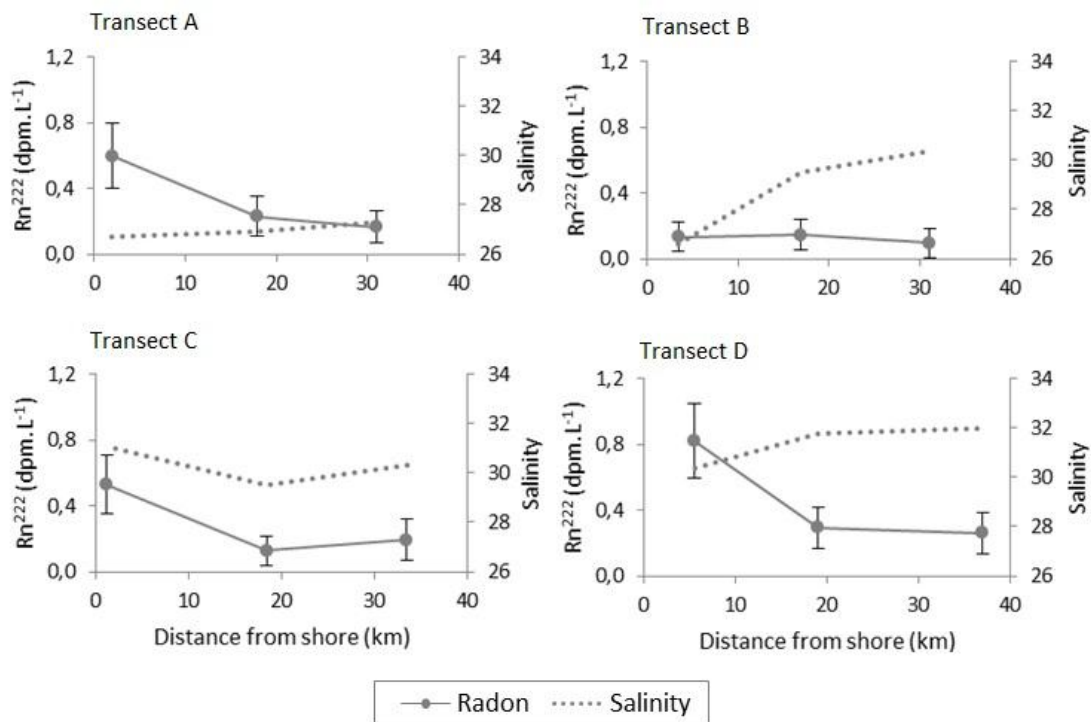 Transect A
Rn²²² (dpm.L⁻¹)
1,2
0,8
0,4
0,0
0 10 20 30 40
34
32
30
28
26
Salinity
Transect B
Rn²²² (dpm.L⁻¹)
1,2
0,8
0,4
0,0
0 10 20 30 40
34
32
30
28
26
Salinity
Transect C
Rn²²² (dpm.L⁻¹)
1,2
0,8
0,4
0,0
0 10 20 30 40
Distance from shore (km)
34
32
30
28
26
Salinity
Transect D
Rn²²² (dpm.L⁻¹)
1,2
0,8
0,4
0,0
0 10 20 30 40
Distance from shore (km)
34
32
30
28
26
Salinity
Radon Salinity